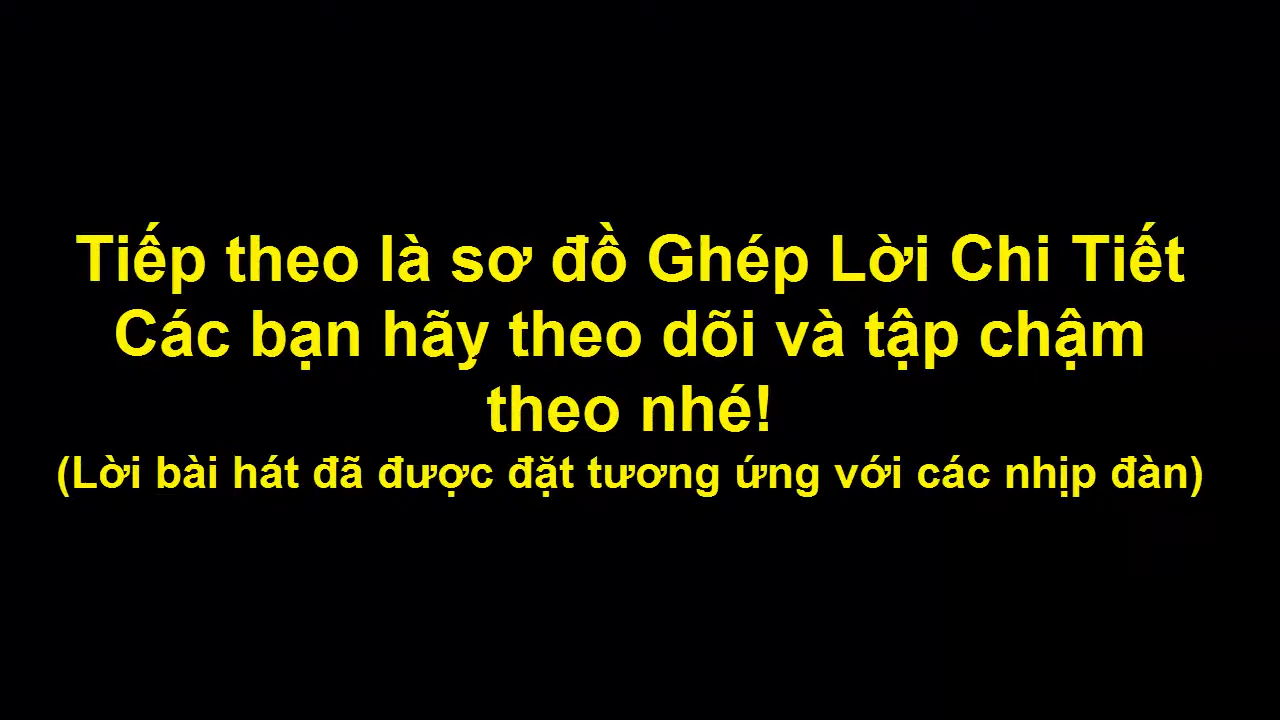 Tiếp theo là sơ đồ Ghép Lời Chi Tiết
Các bạn hãy theo dõi và tập chậm
theo nhé!
(Lời bài hát đã được đặt tương ứng với các nhịp đàn)